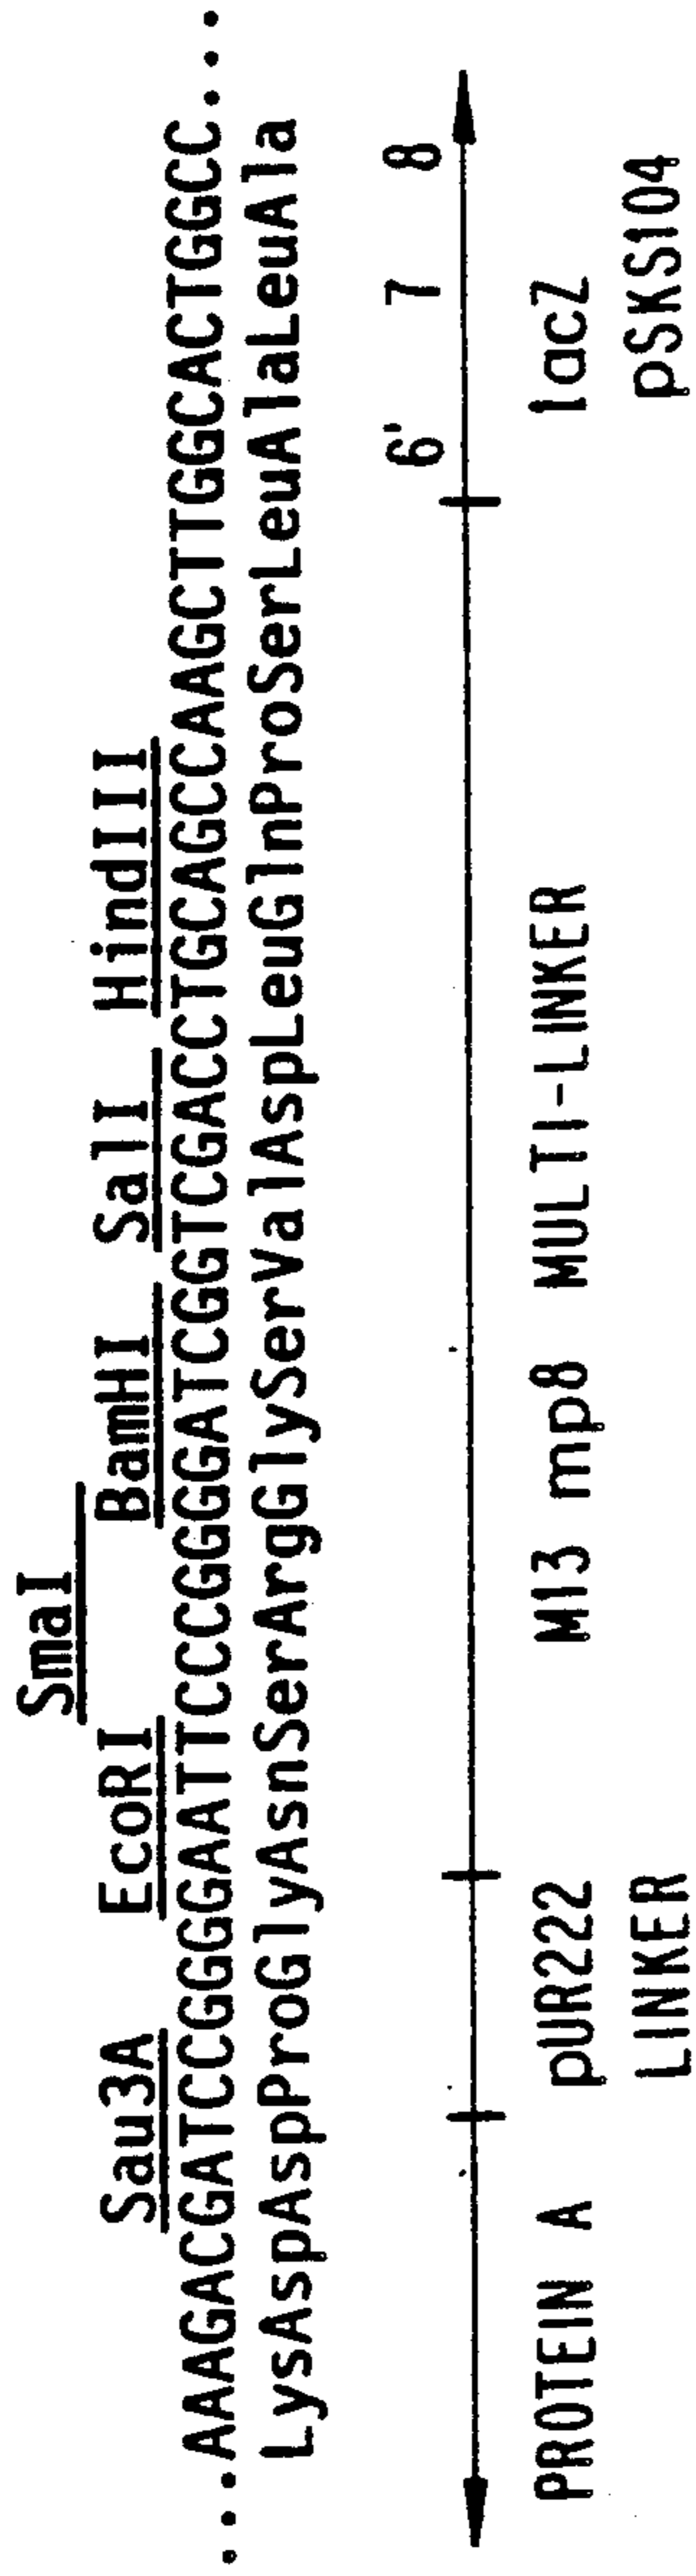 SmaI
Sau3A EcoRI BamHI SalI HindIII
...AAAGACGATCCGGGGAATTCCCGGGGATCGGTCGACCTGCAGCCAAGCTTGGCACTGGCC...
LysAspAspProGlyAsnSerArgGlySerValAspLeuGlnProSerLeuAlaLeuAla
6' 7 8
PROTEIN A pUR222 M13 mp8 MULTI-LINKER lacZ
LINKER pSKS104